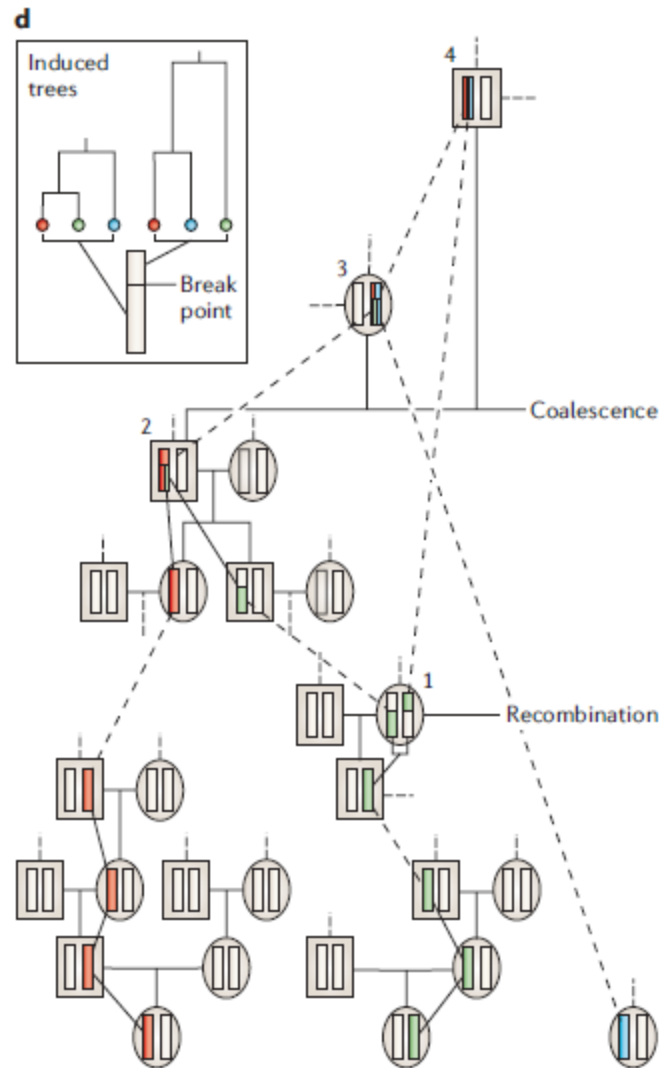 d
Induced
trees
Break
point
4
3
Coalescence
2
1
Recombination